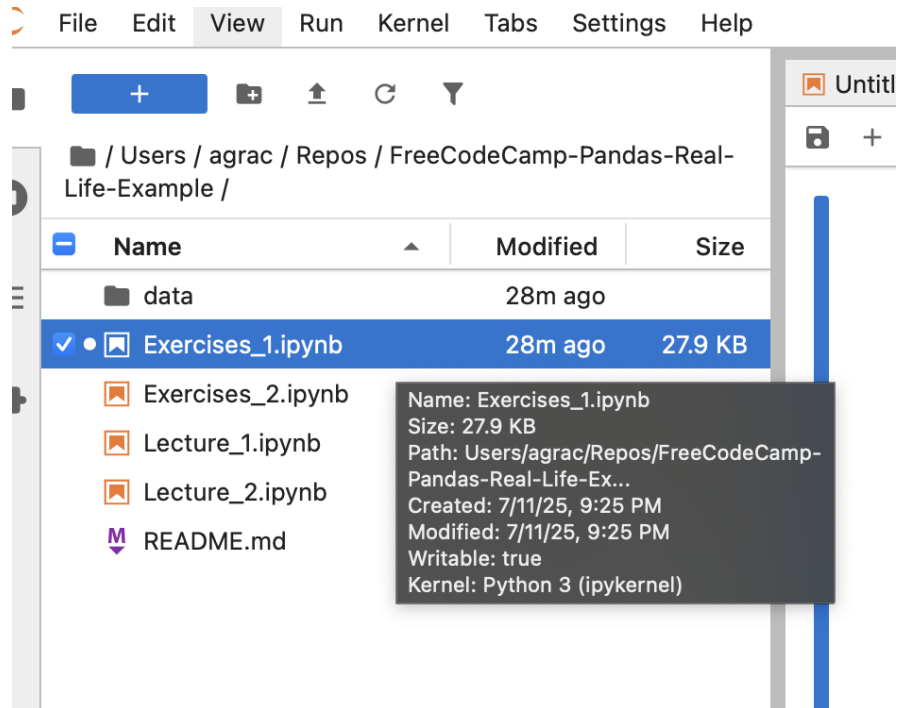 File Edit View Run Kernel Tabs Settings Help
Untitl
/ Users / agrac / Repos / FreeCodeCamp-Pandas-Real-
Life-Example /
Name Modified Size
data 28m ago
Exercises_1.ipynb 28m ago 27.9 KB
Exercises_2.ipynb
Lecture_1.ipynb
Lecture_2.ipynb
M README.md
Name: Exercises_1.ipynb
Size: 27.9 KB
Path: Users/agrac/Repos/FreeCodeCamp-
Pandas-Real-Life-Ex...
Created: 7/11/25, 9:25 PM
Modified: 7/11/25, 9:25 PM
Writable: true
Kernel: Python 3 (ipykernel)